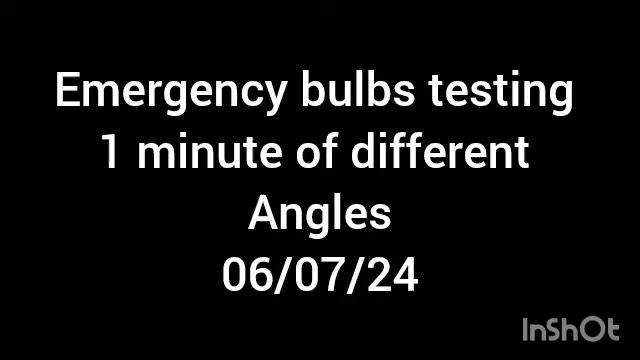 Emergency bulbs testing
1 minute of different
Angles
06/07/24
InShOt